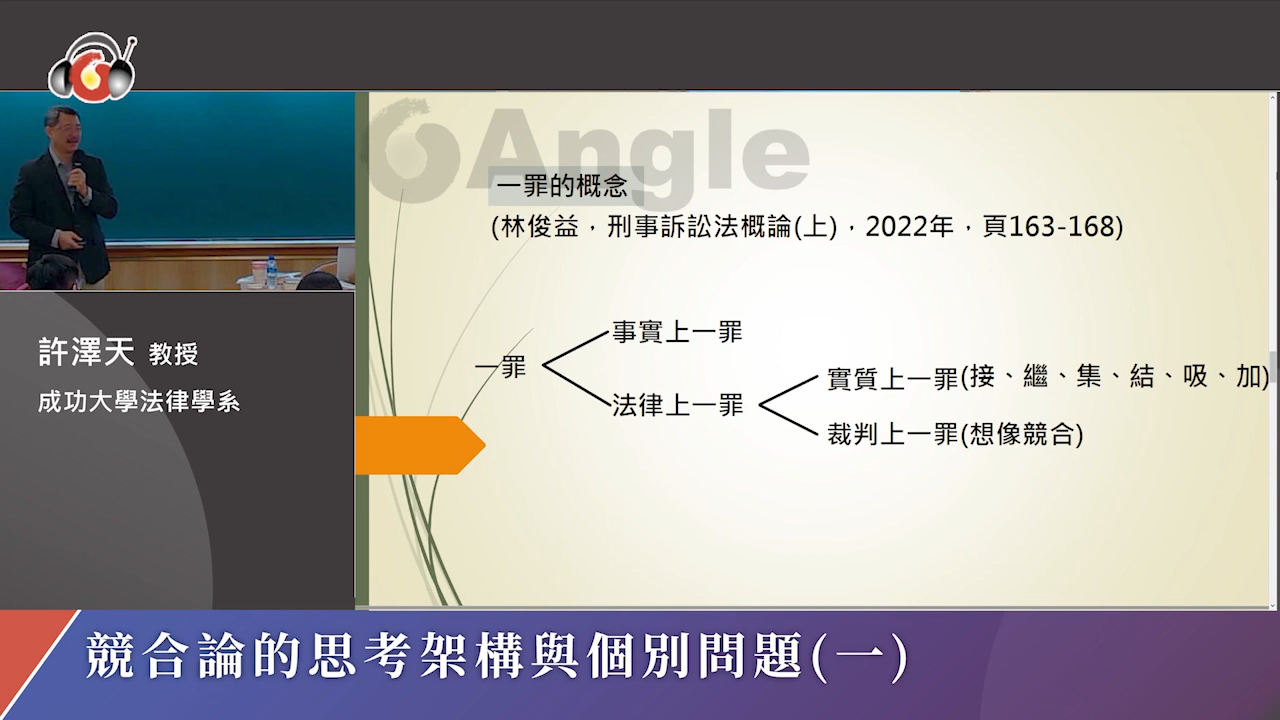 6Angle
一罪的概念
(林俊益，刑事訴訟法概論(上)，2022年，頁163-168)
事實上一罪
一罪
實質上一罪(接、繼、集、結、吸、加)
法律上一罪
裁判上一罪(想像競合)
許澤天 教授
成功大學法律學系
競合論的思考架構與個別問題(一)